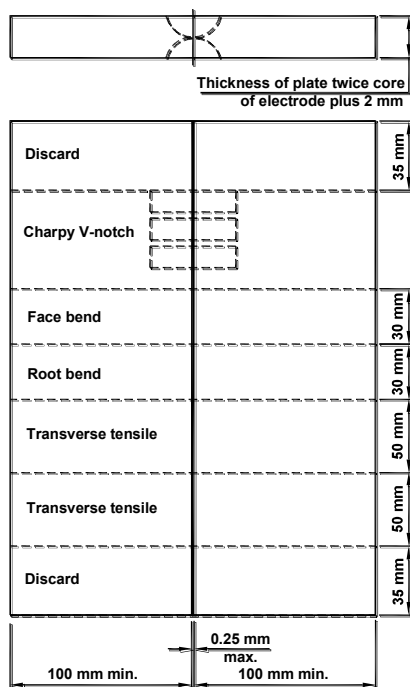 Thickness of plate twice core
of electrode plus 2 mm
Discard
35 mm
Charpy V-notch
Face bend
30 mm
Root bend
30 mm
Transverse tensile
50 mm
Transverse tensile
50 mm
Discard
35 mm
0.25 mm
max.
100 mm min.
100 mm min.